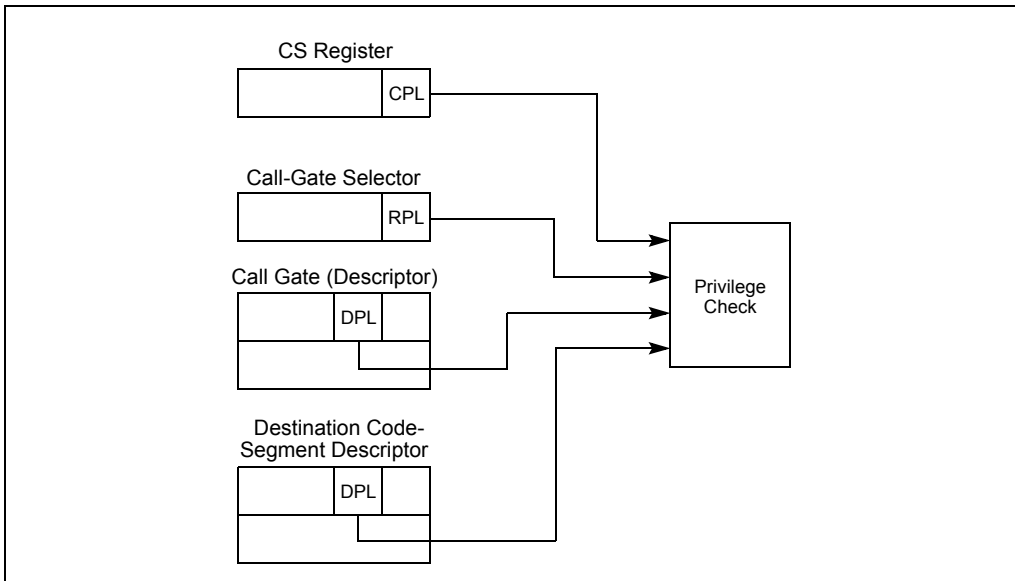 CS Register
CPL
Call-Gate Selector
RPL
Call Gate (Descriptor)
DPL
Privilege
Check
Destination Code-
Segment Descriptor
DPL